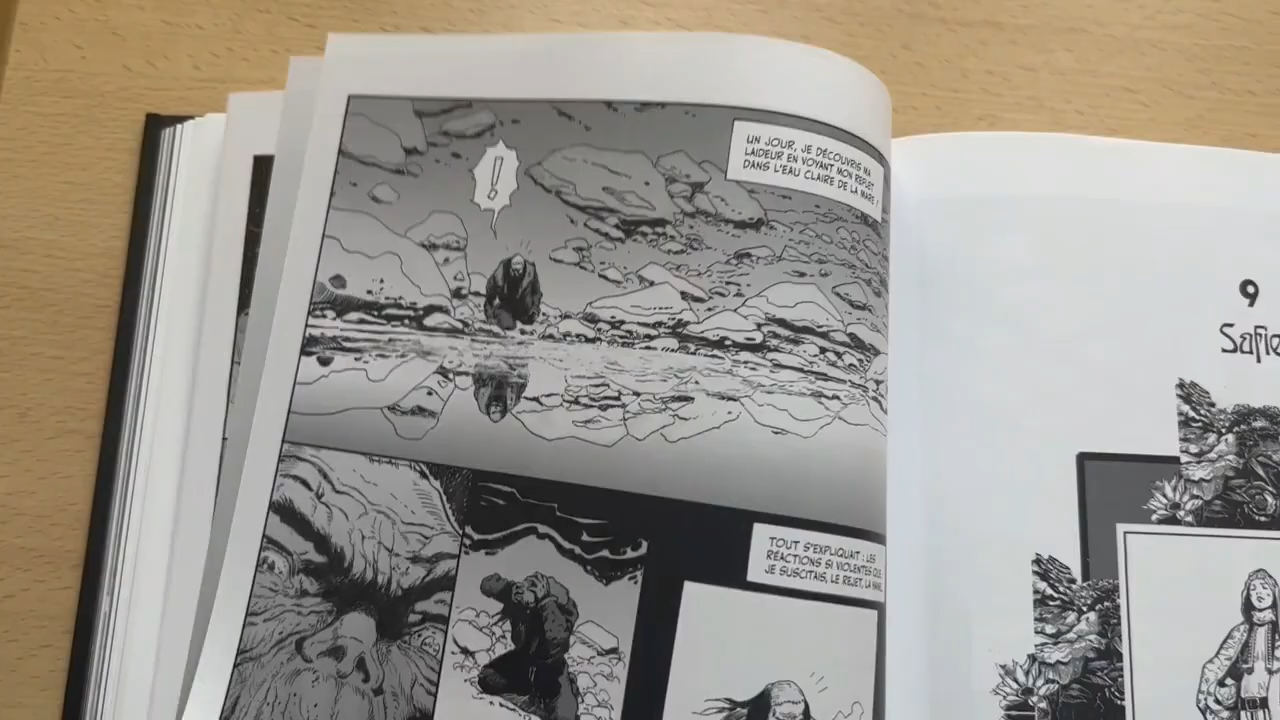 !
UN JOUR, JE DÉCOUVRIS MA
LAIDEUR EN VOYANT MON REFLET
DANS L'EAU CLAIRE DE LA MARE !
TOUT S'EXPLIQUAIT : LES
RÉACTIONS SI VIOLENTES QUE
JE SUSCITAIS, LE REJET, LA
9
Safie